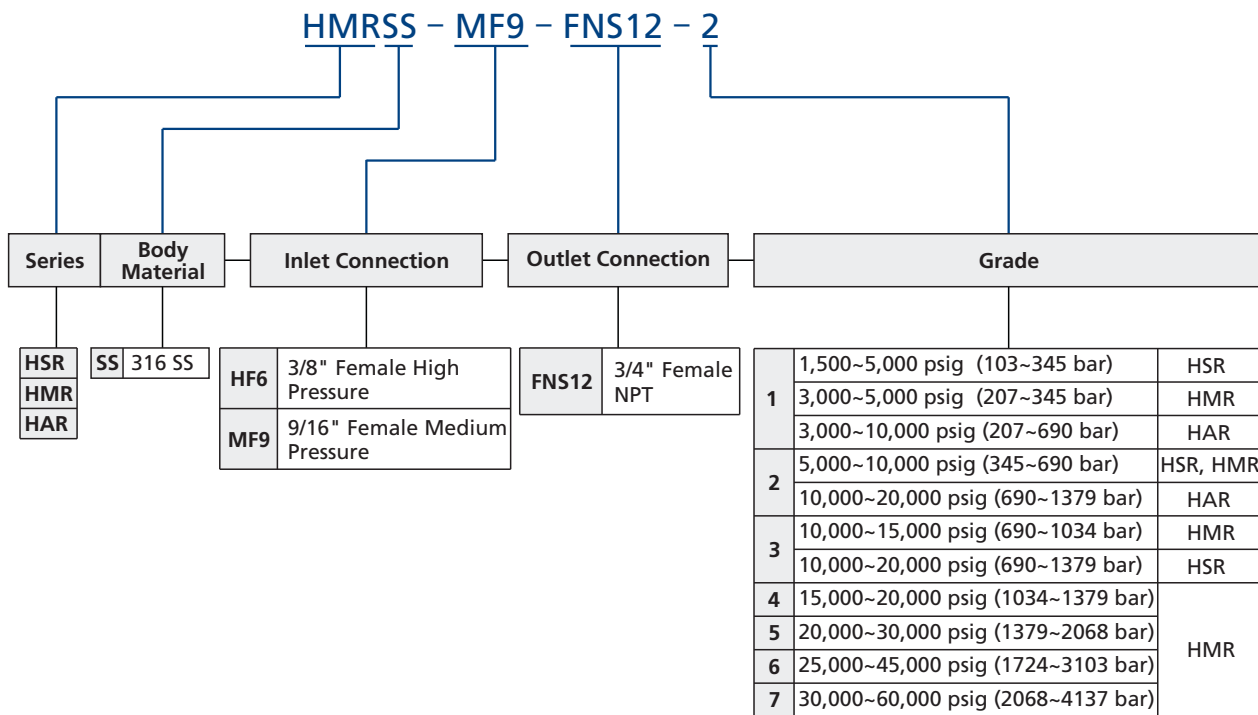 HMRSS – MF9 – FNS12 – 2
Series
Body
Material
Inlet Connection
Outlet Connection
Grade
HSR
HMR
HAR
SS 316 SS
HF6 3/8" Female High
Pressure
MF9 9/16" Female Medium
Pressure
FNS12 3/4" Female
NPT
1
1,500~5,000 psig (103~345 bar) HSR
3,000~5,000 psig (207~345 bar) HMR
3,000~10,000 psig (207~690 bar) HAR
2
5,000~10,000 psig (345~690 bar) HSR, HMR
10,000~20,000 psig (690~1379 bar) HAR
3
10,000~15,000 psig (690~1034 bar) HMR
10,000~20,000 psig (690~1379 bar) HSR
4 15,000~20,000 psig (1034~1379 bar)
5 20,000~30,000 psig (1379~2068 bar)
6 25,000~45,000 psig (1724~3103 bar)
7 30,000~60,000 psig (2068~4137 bar)
HMR